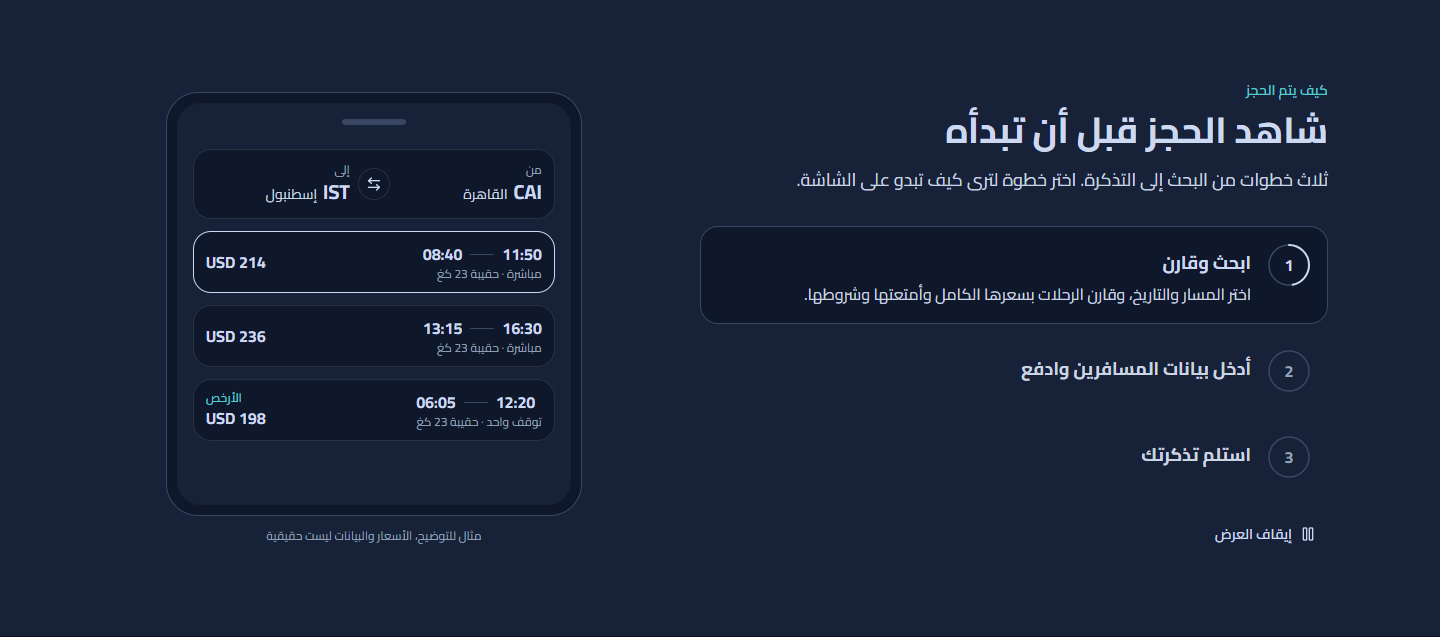 كيف يتم الحجز
شاهد الحجز قبل أن تبدأه
ثلاث خطوات من البحث إلى التذكرة. اختر خطوة لترى كيف تبدو على الشاشة.
1
ابحث وقارن
اختر المسار والتاريخ، وقارن الرحلات بسعرها الكامل وأمتعتها وشروطها.
2
أدخل بيانات المسافرين وادفع
3
استلم تذكرتك
إيقاف العرض
من
CAI القاهرة
إلى
IST إسطنبول
11:50 — 08:40
مباشرة · حقيبة 23 كغ
USD 214
16:30 — 13:15
مباشرة · حقيبة 23 كغ
USD 236
12:20 — 06:05
توقف واحد · حقيبة 23 كغ
الأرخص
USD 198
مثال للتوضيح، الأسعار والبيانات ليست حقيقية